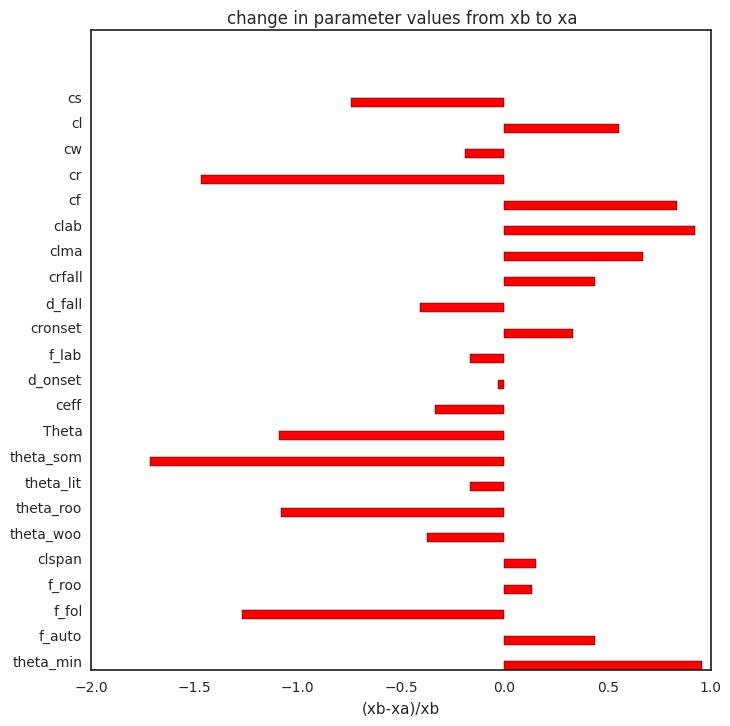 change in parameter values from xb to xa
cs
cl
cw
cr
cf
clab
clma
crfall
d_fall
cronset
f_lab
d_onset
ceff
Theta
theta_som
theta_lit
theta_roo
theta_woo
clspan
f_roo
f_fol
f_auto
theta_min
−2.0 −1.5 −1.0 −0.5 0.0 0.5 1.0
(xb-xa)/xb